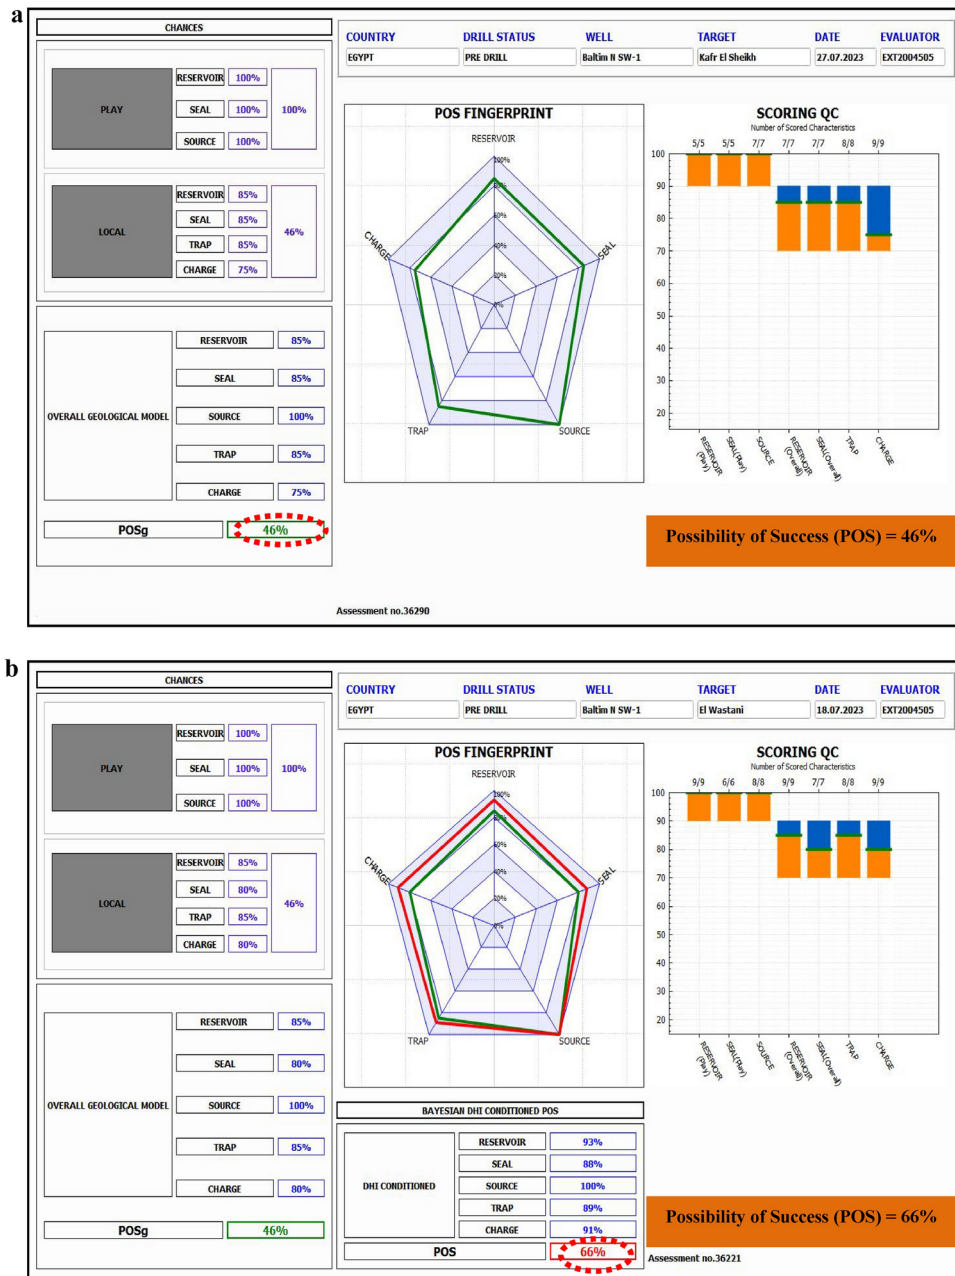 a
CHANCES
PLAY
RESERVOIR 100%
SEAL 100%
SOURCE 100%
100%
LOCAL
RESERVOIR 85%
SEAL 85%
TRAP 85%
CHARGE 75%
46%
OVERALL GEOLOGICAL MODEL
RESERVOIR 85%
SEAL 85%
SOURCE 100%
TRAP 85%
CHARGE 75%
POSg 46%
COUNTRY DRILL STATUS WELL TARGET DATE EVALUATOR
EGYPT PRE DRILL Baltim N SW-1 Kafr El Sheikh 27.07.2023 EXT2004505
POS FINGERPRINT
RESERVOIR
SEAL
SOURCE
TRAP
CHARGE
100%
80%
60%
40%
20%
0%
SCORING QC
Number of Scored Characteristics
5/5 5/5 7/7 7/7 7/7 8/8 9/9
100
90
80
70
60
50
40
30
20
RESERVOIR (Play)
SEAL(Play)
SOURCE
RESERVOIR (Overall)
SEAL(Overall)
TRAP
CHARGE
Possibility of Success (POS) = 46%
Assessment no.36290
b
CHANCES
PLAY
RESERVOIR 100%
SEAL 100%
SOURCE 100%
100%
LOCAL
RESERVOIR 85%
SEAL 80%
TRAP 85%
CHARGE 80%
46%
OVERALL GEOLOGICAL MODEL
RESERVOIR 85%
SEAL 80%
SOURCE 100%
TRAP 85%
CHARGE 80%
POSg 46%
COUNTRY DRILL STATUS WELL TARGET DATE EVALUATOR
EGYPT PRE DRILL Baltim N SW-1 El Wastani 18.07.2023 EXT2004505
POS FINGERPRINT
RESERVOIR
SEAL
SOURCE
TRAP
CHARGE
100%
80%
60%
40%
20%
0%
SCORING QC
Number of Scored Characteristics
9/9 6/6 8/8 9/9 7/7 8/8 9/9
100
90
80
70
60
50
40
30
20
RESERVOIR (Play)
SEAL(Play)
SOURCE
RESERVOIR (Overall)
SEAL(Overall)
TRAP
CHARGE
BAYESIAN DHI CONDITIONED POS
DHI CONDITIONED
RESERVOIR 93%
SEAL 88%
SOURCE 100%
TRAP 89%
CHARGE 91%
POS 66%
Possibility of Success (POS) = 66%
Assessment no.36221